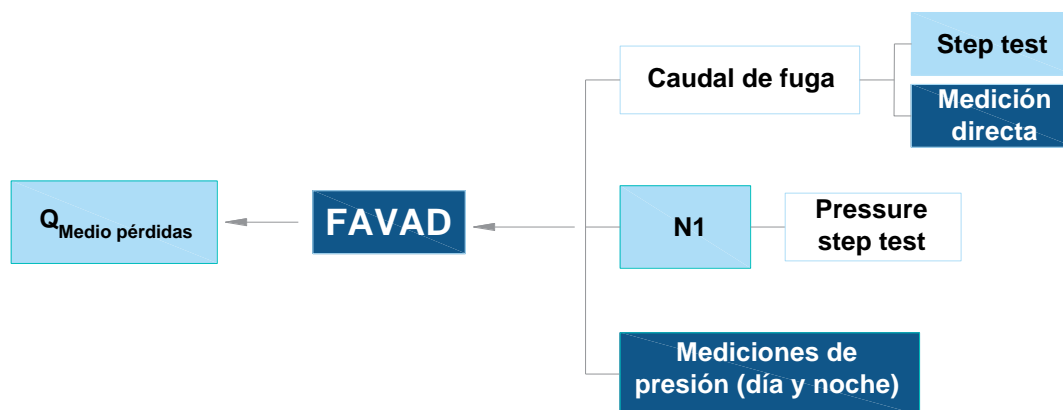 Step test
Caudal de fuga
Medición
directa
Q Medio pérdidas
FAVAD
N1
Pressure
step test
Mediciones de
presión (día y noche)